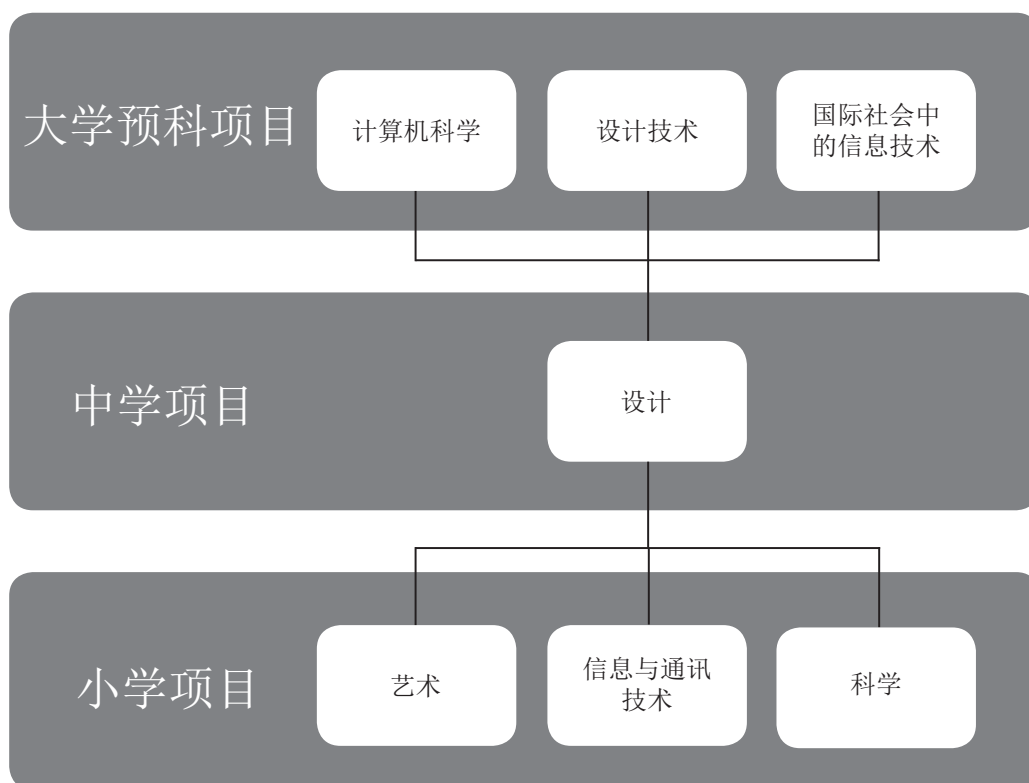 大学预科项目
计算机科学
设计技术
国际社会中
的信息技术
中学项目
设计
小学项目
艺术
信息与通讯
技术
科学